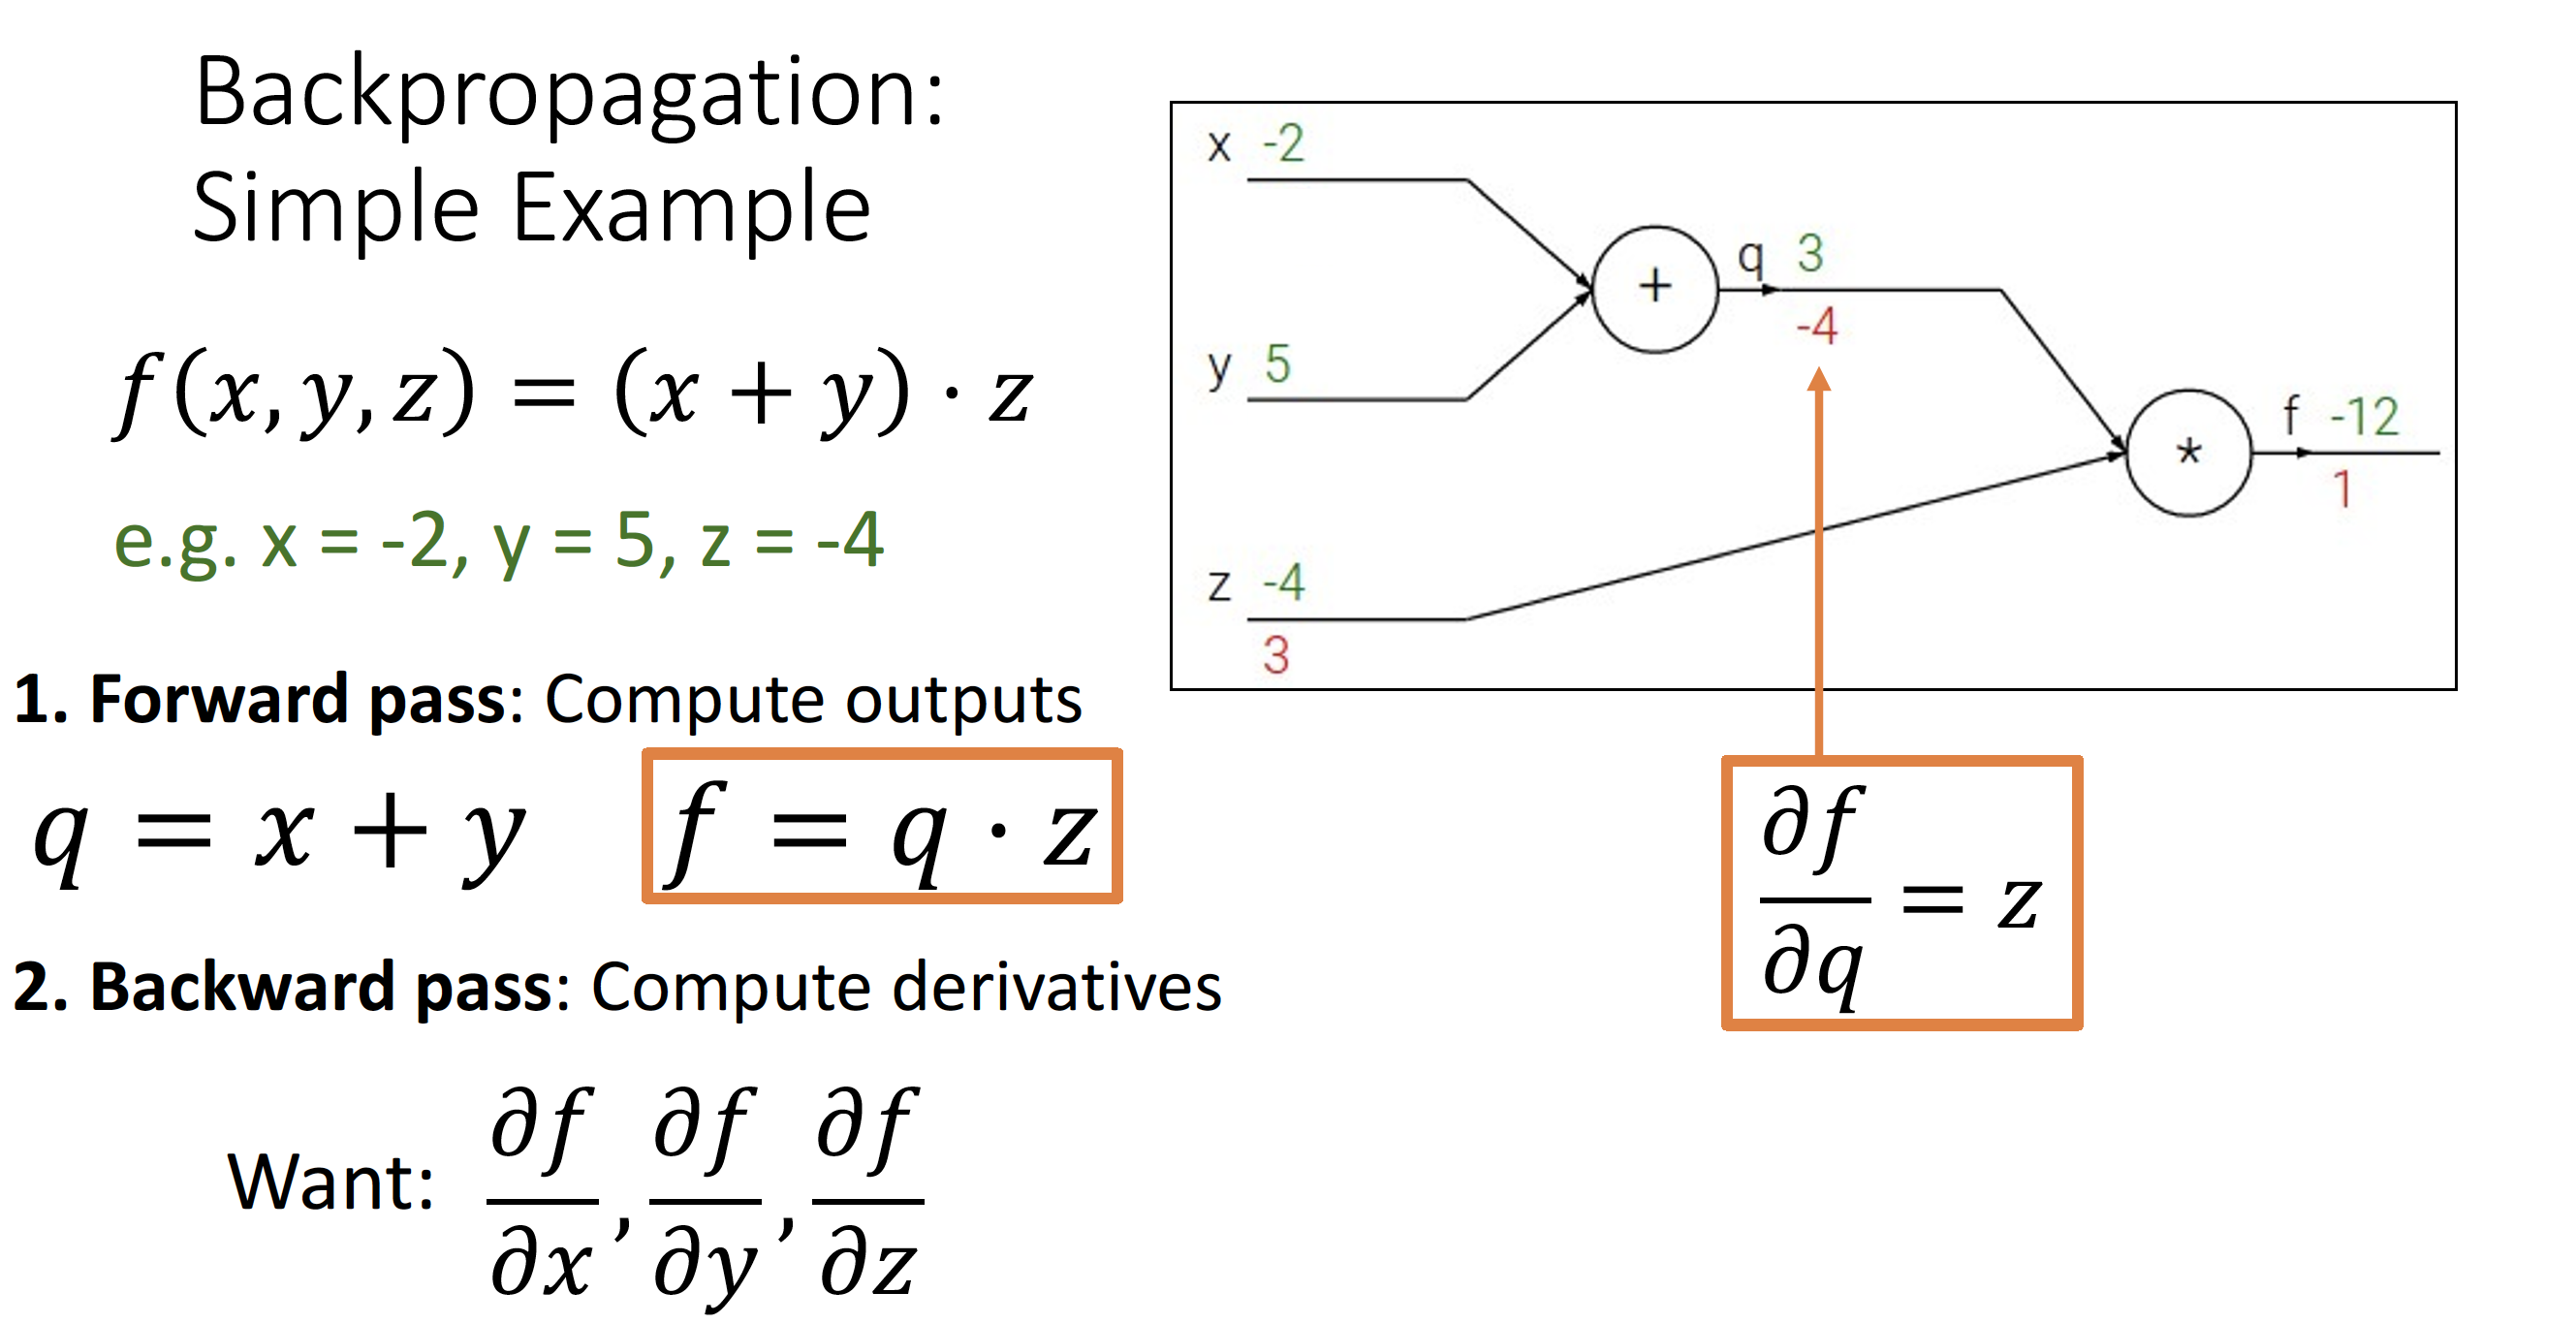 Backpropagation:
Simple Example
f(x, y, z) = (x + y) · z
e.g. x = -2, y = 5, z = -4
1. Forward pass: Compute outputs
q = x + y
f = q · z
2. Backward pass: Compute derivatives
Want: ∂f/∂x, ∂f/∂y, ∂f/∂z
x -2
y 5
z -4
3
+
q 3
-4
*
f -12
1
∂f/∂q = z